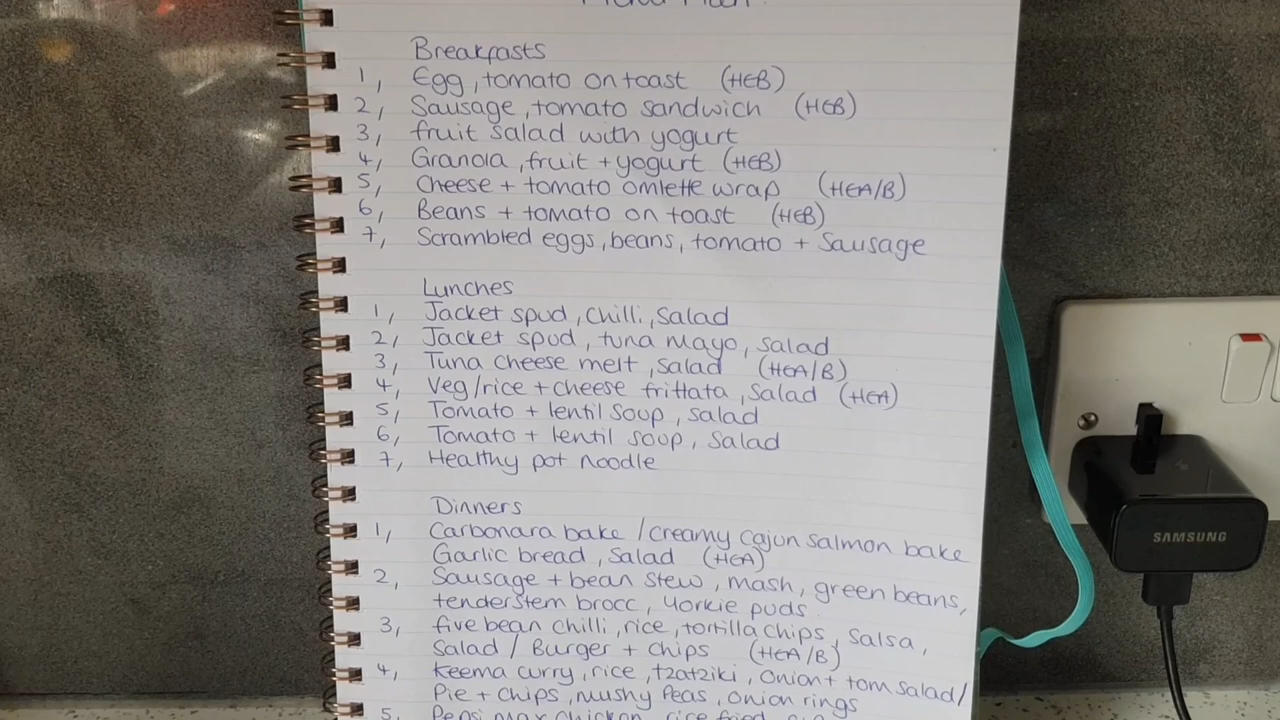 Breakfasts
1, Egg, tomato on toast (HEB)
2, Sausage, tomato sandwich (HEB)
3, fruit salad with yogurt
4, Granola, fruit + yogurt (HEB)
5, Cheese + tomato omlette wrap (HEA/B)
6, Beans + tomato on toast (HEB)
7, Scrambled eggs, beans, tomato + Sausage
Lunches
1, Jacket spud, chilli, salad
2, Jacket spud, tuna mayo, salad
3, Tuna cheese melt, salad (HEA/B)
4, Veg/rice + cheese frittata, salad (HEA)
5, Tomato + lentil soup, salad
6, Tomato + lentil soup, salad
7, Healthy pot noodle
Dinners
1, Carbonara bake / creamy cajun salmon bake
Garlic bread, salad (HEA)
2, Sausage + bean stew, mash, green beans,
tenderstem brocc, Yorkie puds.
3, five bean chilli, rice, tortilla chips, salsa,
Salad / Burger + chips (HEA/B)
4, Keema curry, rice, tzatziki, onion + tom salad/
Pie + chips, mushy peas, onion rings
5, Pepsi max chicken, rice fried
SAMSUNG